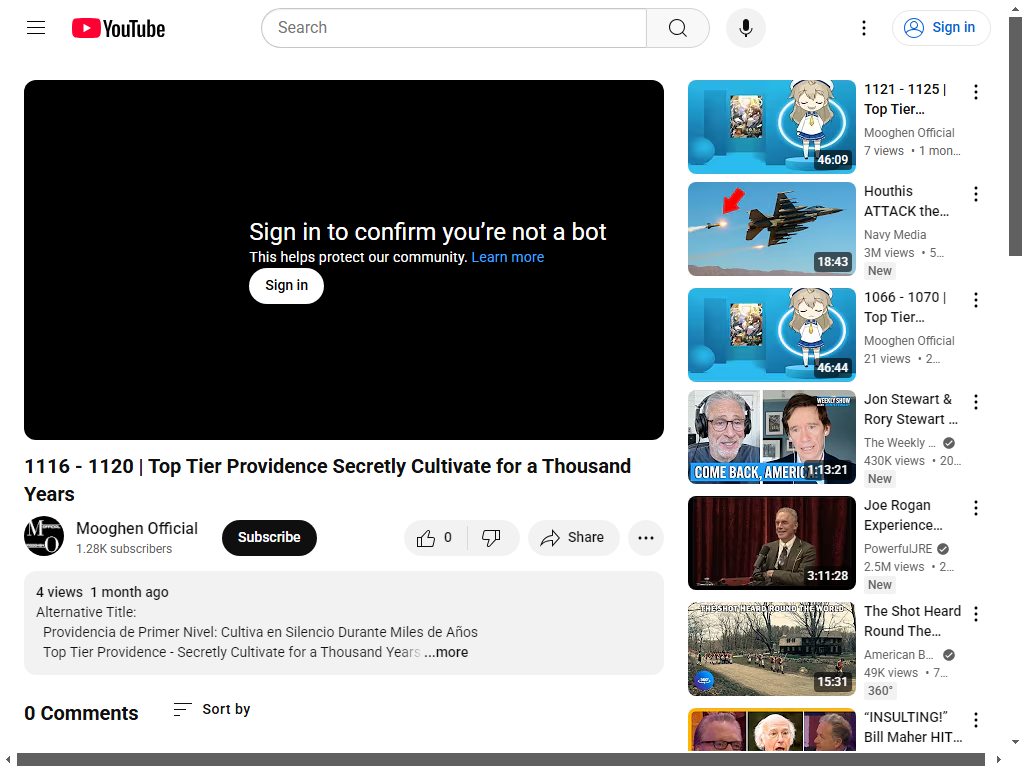 YouTube
Search
Sign in
Sign in to confirm you’re not a bot
This helps protect our community. Learn more
Sign in
1116 - 1120 | Top Tier Providence Secretly Cultivate for a Thousand
Years
Mooghen Official
1.28K subscribers
Subscribe
0
Share
4 views 1 month ago
Alternative Title:
Providencia de Primer Nivel: Cultiva en Silencio Durante Miles de Años
Top Tier Providence - Secretly Cultivate for a Thousand Years ...more
0 Comments
Sort by
46:09
1121 - 1125 |
Top Tier…
Mooghen Official
7 views • 1 mon…
18:43
Houthis
ATTACK the…
Navy Media
3M views • 5…
New
46:44
1066 - 1070 |
Top Tier…
Mooghen Official
21 views • 2…
WEEKLY SHOW
COME BACK, AMERIC
1:13:21
Jon Stewart &
Rory Stewart …
The Weekly …
430K views • 20…
New
3:11:28
Joe Rogan
Experience…
PowerfulJRE
2.5M views • 2…
New
THE SHOT HEARD ROUND THE WORLD
360°
15:31
The Shot Heard
Round The…
American B…
49K views • 7…
360°
“INSULTING!”
Bill Maher HIT…